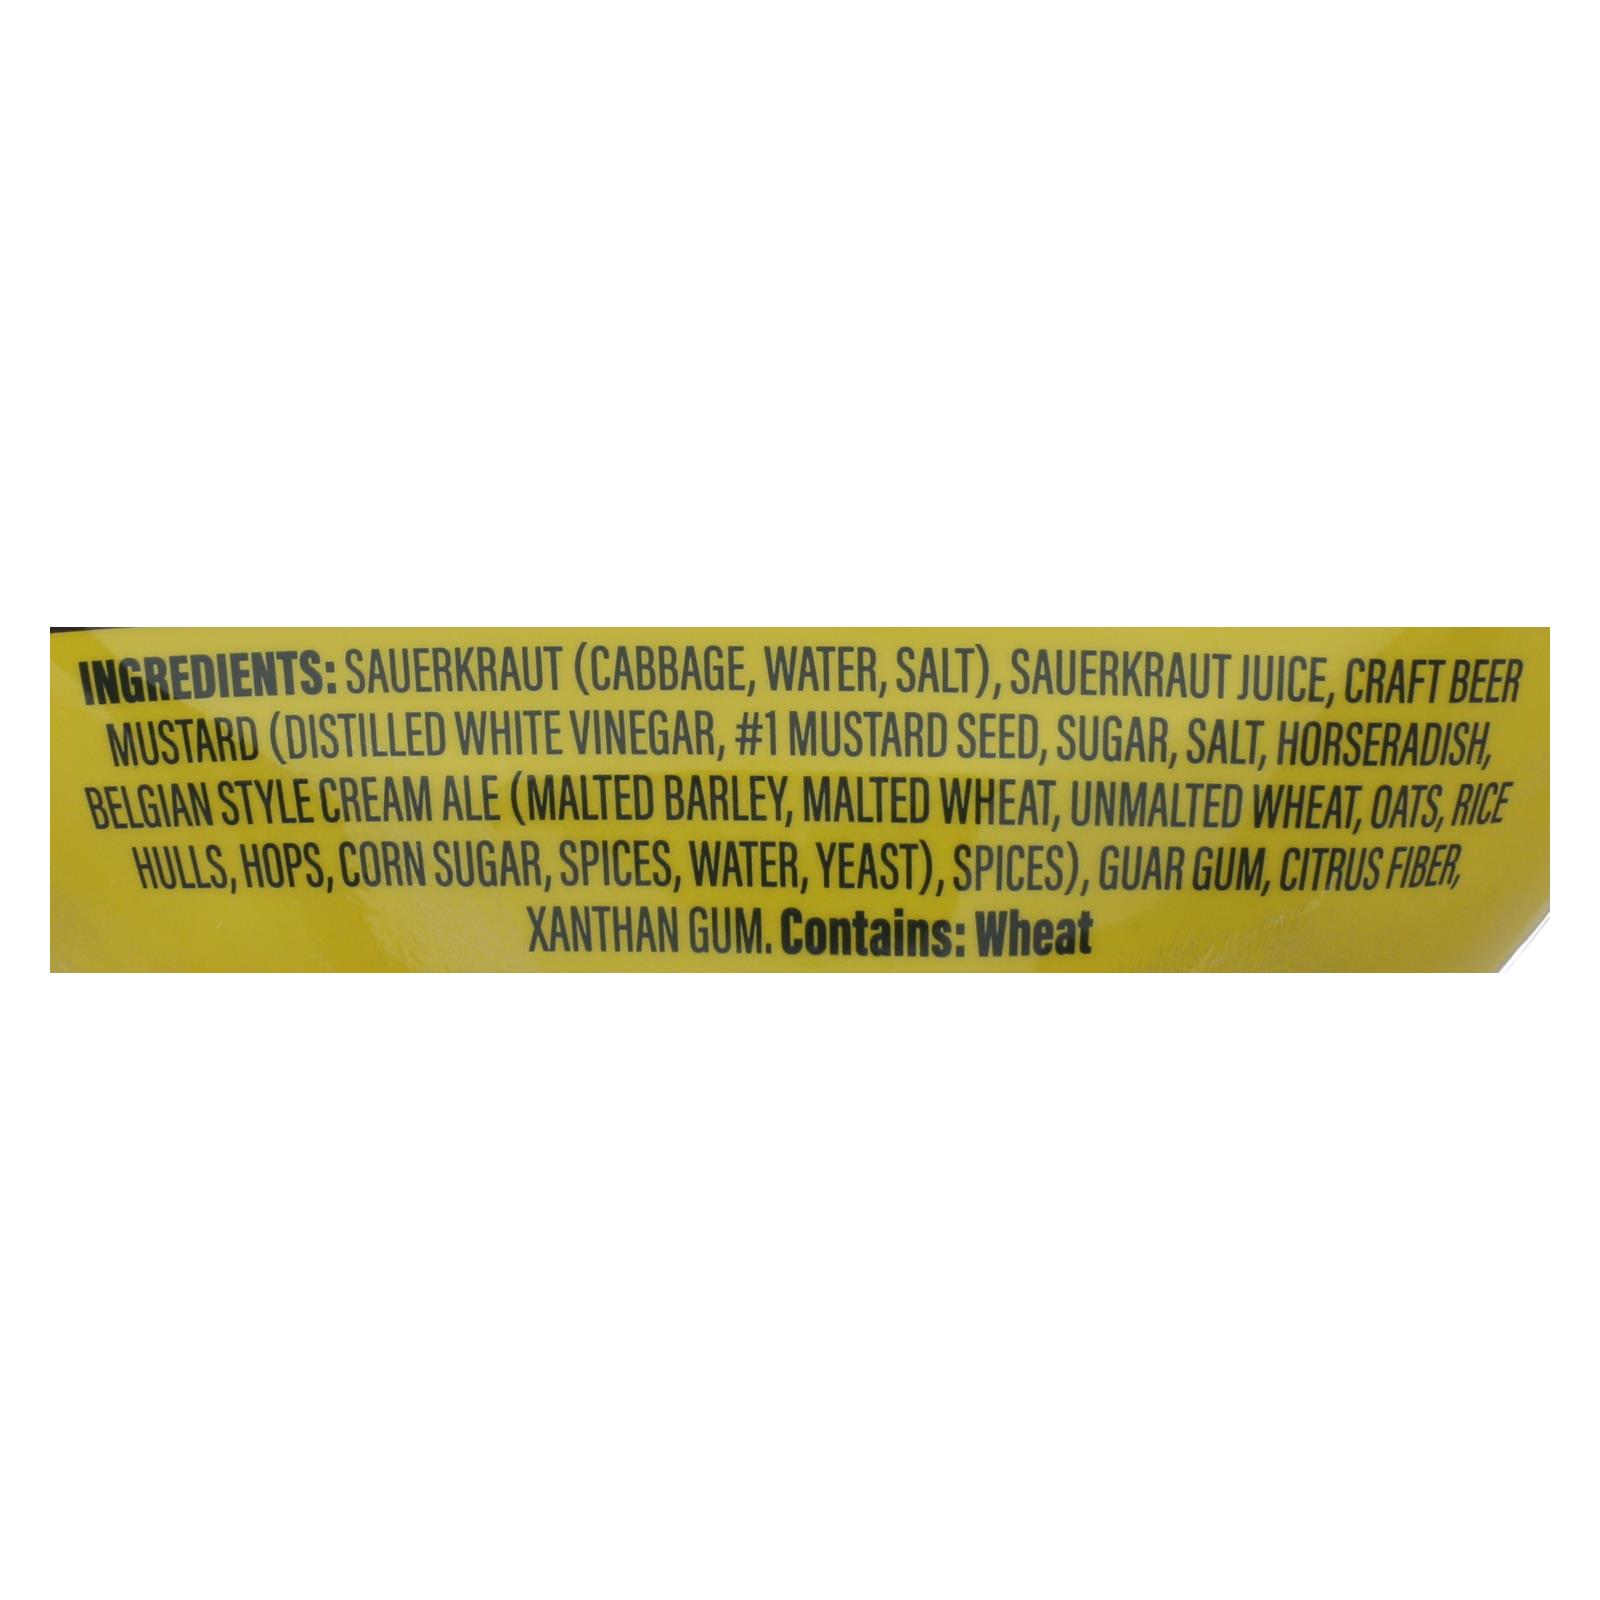 INGREDIENTS: SAUERKRAUT (CABBAGE, WATER, SALT), SAUERKRAUT JUICE, CRAFT BEER
MUSTARD (DISTILLED WHITE VINEGAR, #1 MUSTARD SEED, SUGAR, SALT, HORSERADISH,
BELGIAN STYLE CREAM ALE (MALTED BARLEY, MALTED WHEAT, UNMALTED WHEAT, OATS, RICE
HULLS, HOPS, CORN SUGAR, SPICES, WATER, YEAST), SPICES), GUAR GUM, CITRUS FIBER,
XANTHAN GUM. Contains: Wheat